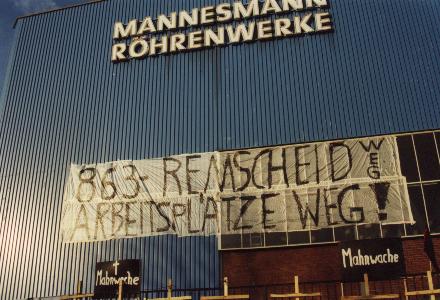 MANNESMANN
RÖHRENWERKE
863- REMSCHEID WEG
ARBEITSPLÄTZE WEG!
Mahnwache
Mahnwache